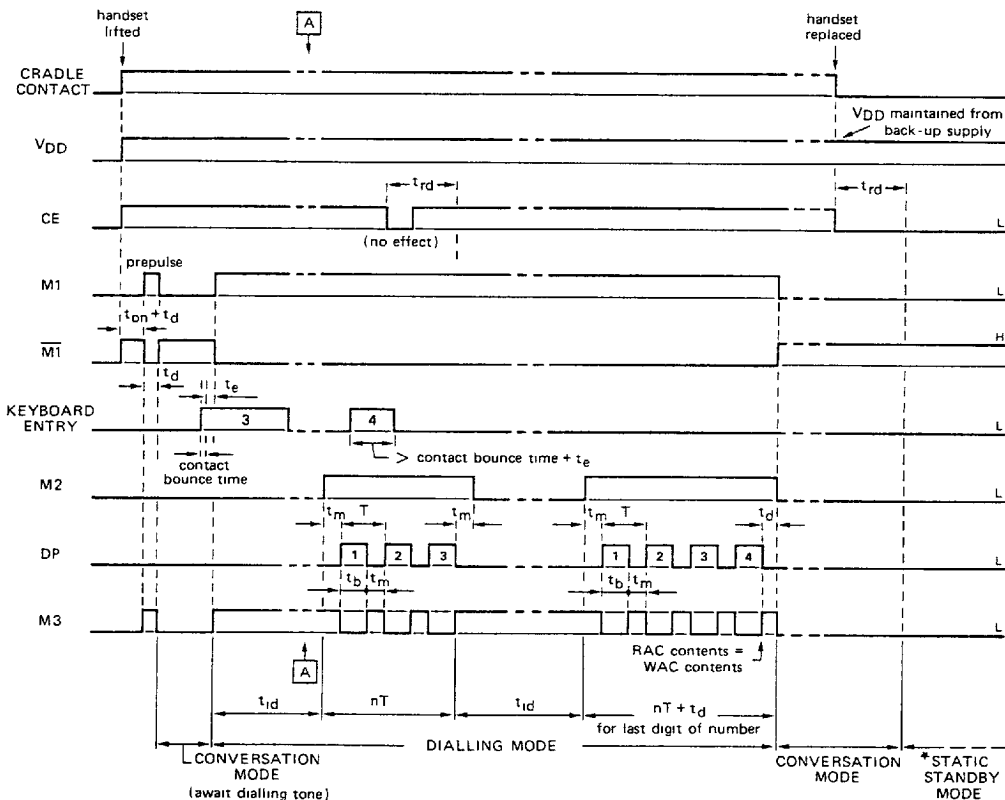 handset
lifted
A
handset
replaced
CRADLE
CONTACT
VDD maintained from
back-up supply
VDD
trd
trd
CE
L
(no effect)
prepulse
M1
L
ton + td
M1
H
td
te
KEYBOARD
ENTRY
3
4
L
> contact bounce time + te
contact
bounce time
M2
L
tm
T
tm
tm
T
td
DP
1
2
3
1
2
3
4
L
tb
tm
tb
tm
M3
L
A
RAC contents =
WAC contents
tid
nT
tid
nT + td
for last digit of number
CONVERSATION
MODE
(await dialling tone)
DIALLING MODE
CONVERSATION
MODE
*STATIC
STANDBY
MODE